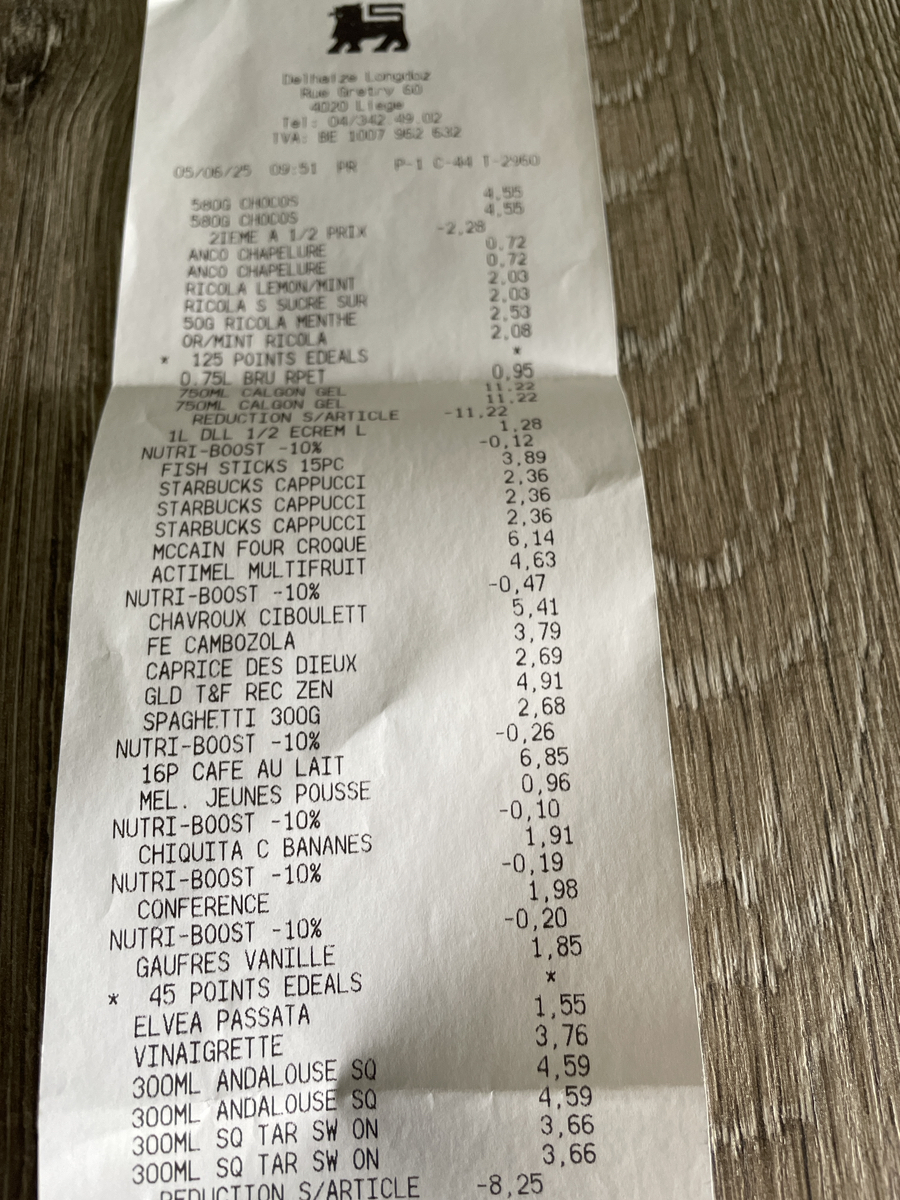 Delhaize Longdoz
Rue Gretry 60
4020 Liege
Tel: 04/342 49.02
TVA: BE 1007 962 632
05/06/25 09:51 PR P-1 C-44 T-2960
580G CHOCOS 4,55
580G CHOCOS 4,55
2IEME A 1/2 PRIX -2,28
ANCO CHAPELURE 0,72
ANCO CHAPELURE 0,72
RICOLA LEMON/MINT 2,03
RICOLA S SUCRE SUR 2,03
50G RICOLA MENTHE 2,53
OR/MINT RICOLA 2,08
* 125 POINTS EDEALS *
0.75L BRU RPET 0,95
750ML CALGON GEL 11,22
750ML CALGON GEL 11,22
REDUCTION S/ARTICLE -11,22
1L DLL 1/2 ECREM L 1,28
NUTRI-BOOST -10% -0,12
FISH STICKS 15PC 3,89
STARBUCKS CAPPUCCI 2,36
STARBUCKS CAPPUCCI 2,36
STARBUCKS CAPPUCCI 2,36
MCCAIN FOUR CROQUE 6,14
ACTIMEL MULTIFRUIT 4,63
NUTRI-BOOST -10% -0,47
CHAVROUX CIBOULETT 5,41
FE CAMBOZOLA 3,79
CAPRICE DES DIEUX 2,69
GLD T&F REC ZEN 4,91
SPAGHETTI 300G 2,68
NUTRI-BOOST -10% -0,26
16P CAFE AU LAIT 6,85
MEL. JEUNES POUSSE 0,96
NUTRI-BOOST -10% -0,10
CHIQUITA C BANANES 1,91
NUTRI-BOOST -10% -0,19
CONFERENCE 1,98
NUTRI-BOOST -10% -0,20
GAUFRES VANILLE 1,85
* 45 POINTS EDEALS *
ELVEA PASSATA 1,55
VINAIGRETTE 3,76
300ML ANDALOUSE SQ 4,59
300ML ANDALOUSE SQ 4,59
300ML SQ TAR SW ON 3,66
300ML SQ TAR SW ON 3,66
REDUCTION S/ARTICLE -8,25